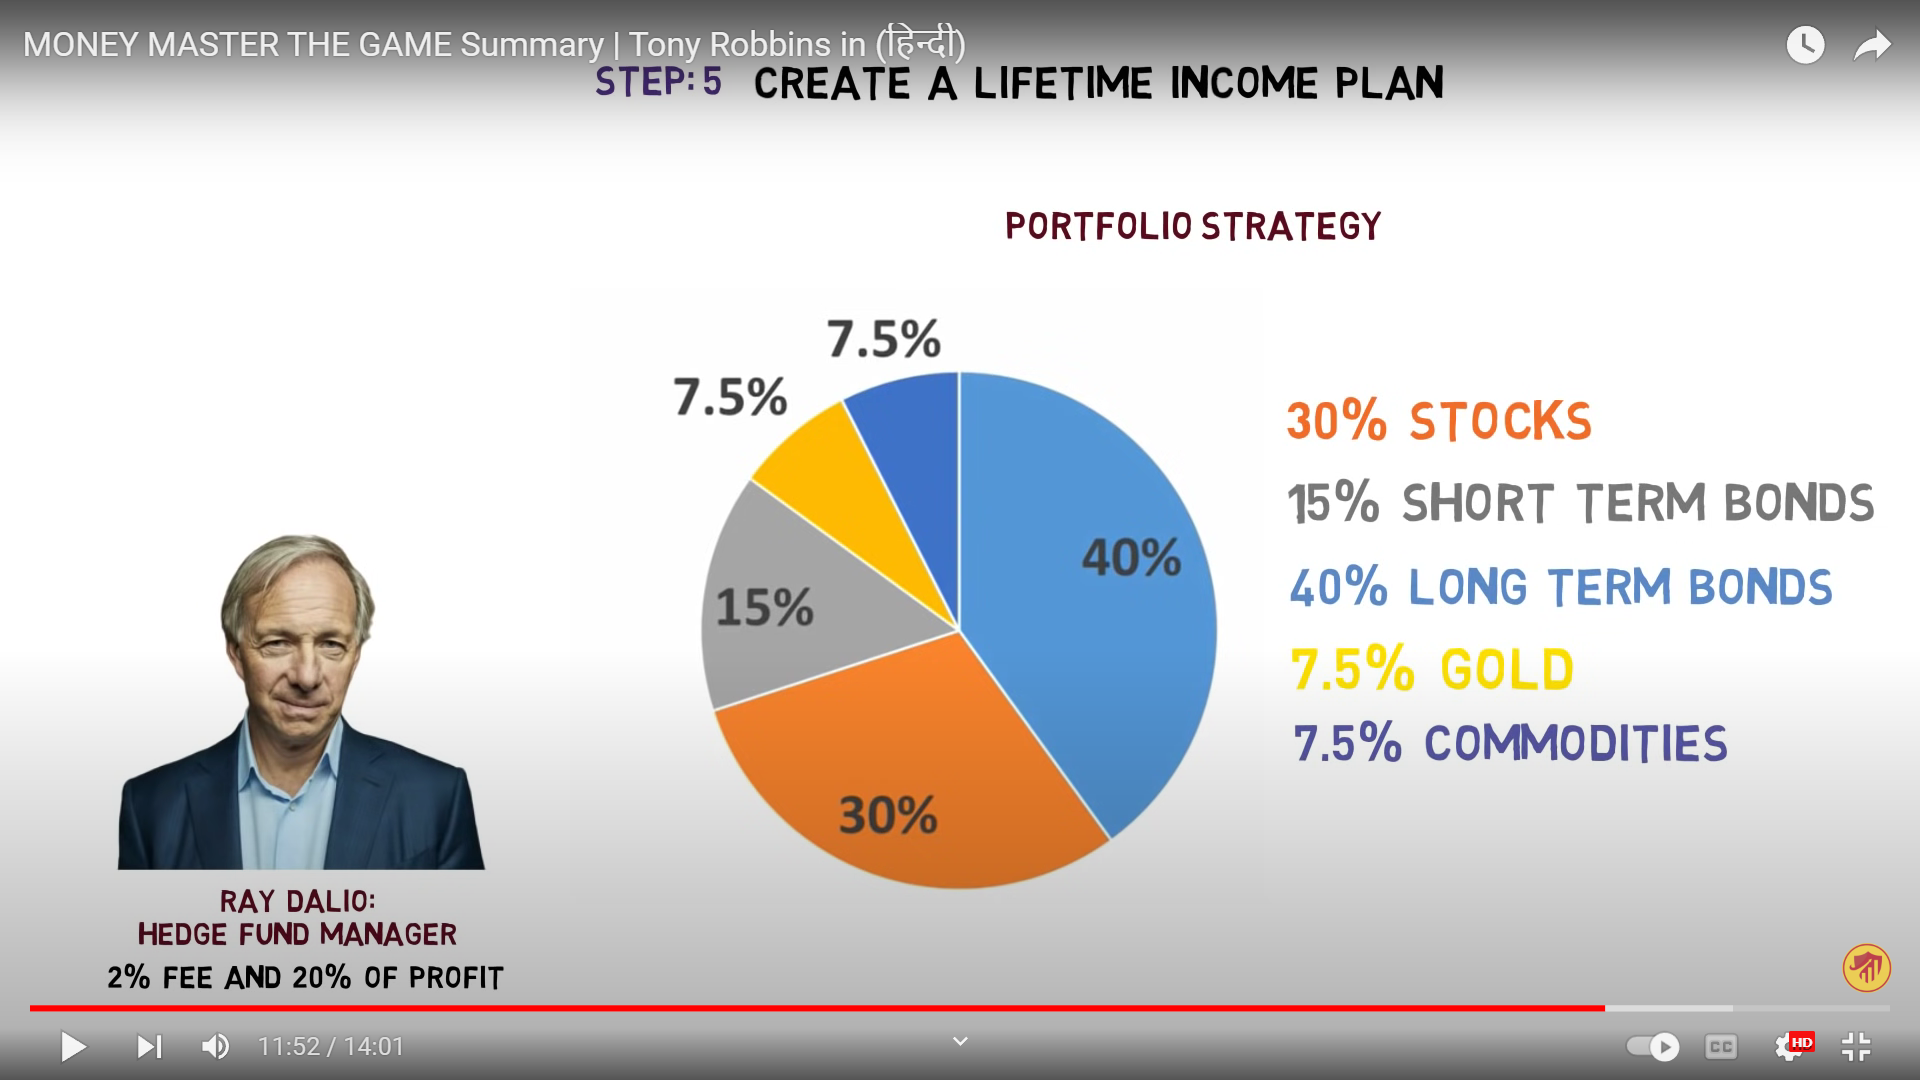 MONEY MASTER THE GAME Summary | Tony Robbins in (हिन्दी)
STEP: 5 CREATE A LIFETIME INCOME PLAN
PORTFOLIO STRATEGY
7.5%
7.5%
40%
15%
30%
30% STOCKS
15% SHORT TERM BONDS
40% LONG TERM BONDS
7.5% GOLD
7.5% COMMODITIES
RAY DALIO:
HEDGE FUND MANAGER
2% FEE AND 20% OF PROFIT
11:52 / 14:01
CC
HD